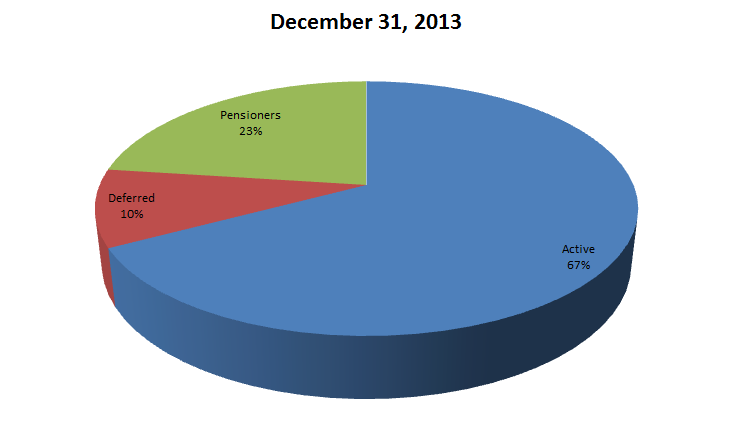 December 31, 2013
Pensioners
23%
Deferred
10%
Active
67%